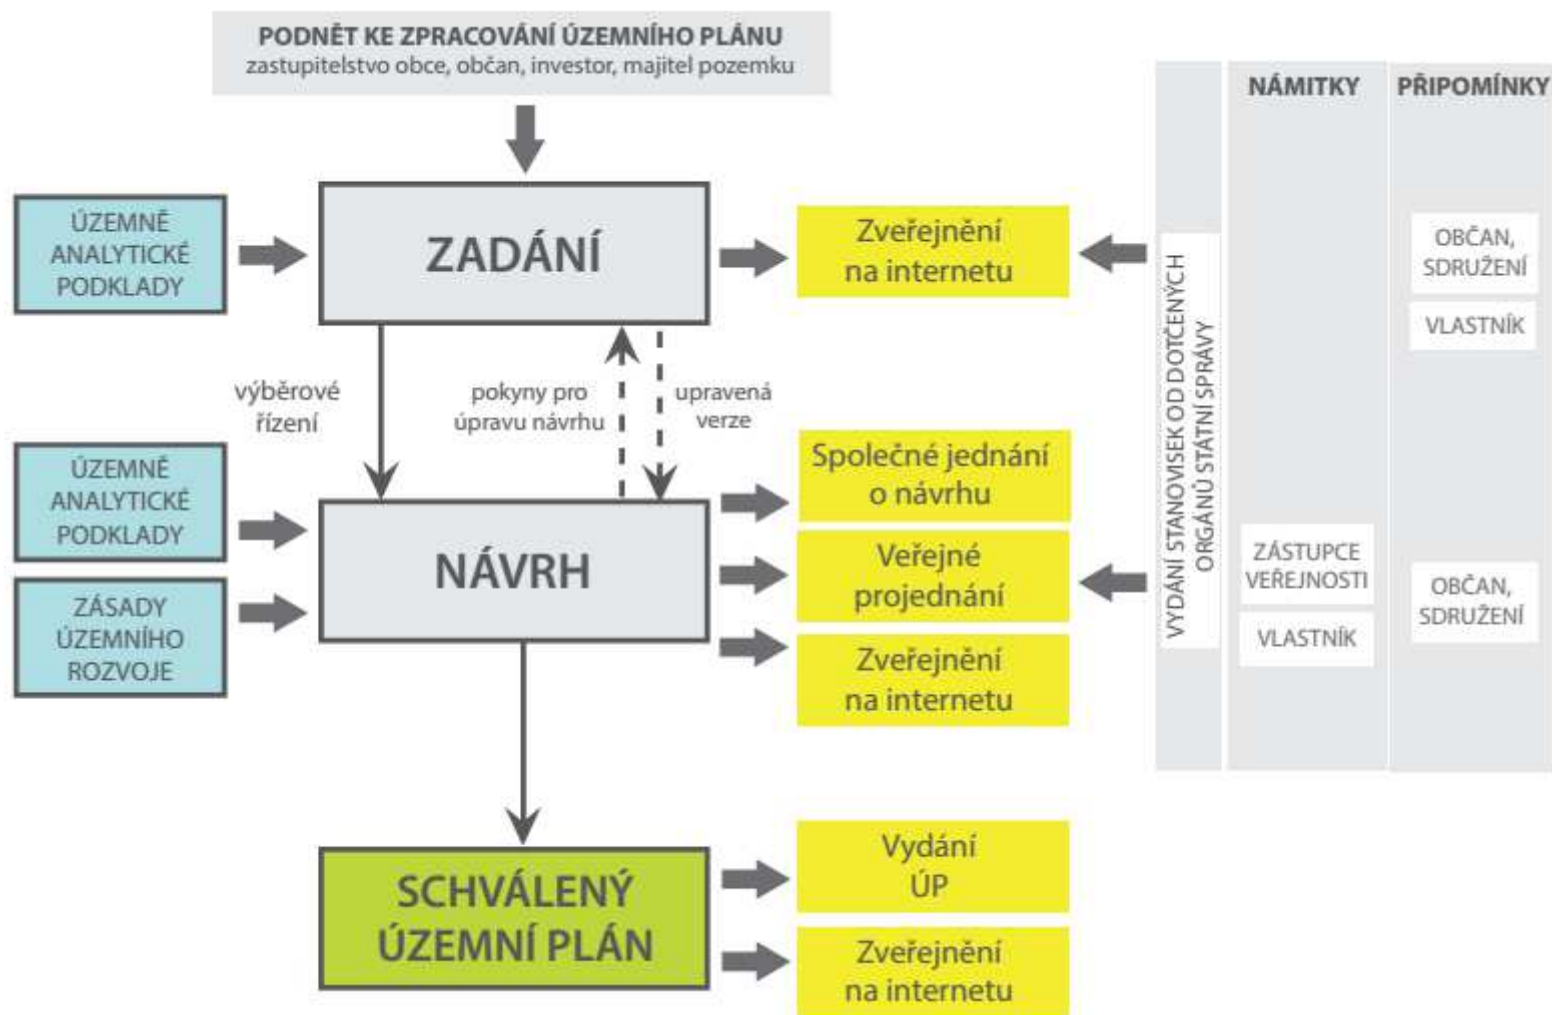 PODNĚT KE ZPRACOVÁNÍ ÚZEMNÍHO PLÁNU
zastupitelstvo obce, občan, investor, majitel pozemku
ÚZEMNĚ
ANALYTICKÉ
PODKLADY
ZADÁNÍ
Zveřejnění
na internetu
výběrové
řízení
pokyny pro
úpravu návrhu
upravená
verze
ÚZEMNĚ
ANALYTICKÉ
PODKLADY
ZÁSADY
ÚZEMNÍHO
ROZVOJE
NÁVRH
Společné jednání
o návrhu
Veřejné
projednání
Zveřejnění
na internetu
SCHVÁLENÝ
ÚZEMNÍ PLÁN
Vydání
ÚP
Zveřejnění
na internetu
VYDÁNÍ STANOVISEK OD DOTČENÝCH
ORGÁNŮ STÁTNÍ SPRÁVY
NÁMITKY
ZÁSTUPCE
VEŘEJNOSTI
VLASTNÍK
PŘIPOMÍNKY
OBČAN,
SDRUŽENÍ
VLASTNÍK
OBČAN,
SDRUŽENÍ